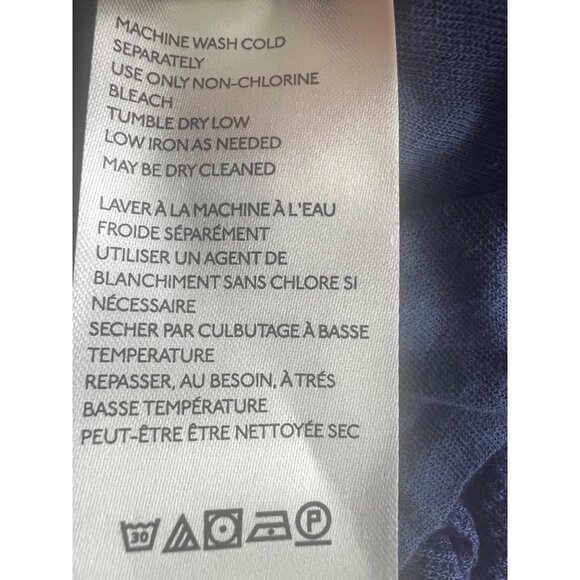 MACHINE WASH COLD
SEPARATELY
USE ONLY NON-CHLORINE
BLEACH
TUMBLE DRY LOW
LOW IRON AS NEEDED
MAY BE DRY CLEANED
LAVER À LA MACHINE À L'EAU
FROIDE SÉPARÉMENT
UTILISER UN AGENT DE
BLANCHIMENT SANS CHLORE SI
NÉCESSAIRE
SECHER PAR CULBUTAGE À BASSE
TEMPERATURE
REPASSER, AU BESOIN, À TRÉS
BASSE TEMPÉRATURE
PEUT-ÊTRE ÊTRE NETTOYÉE SEC
30 P